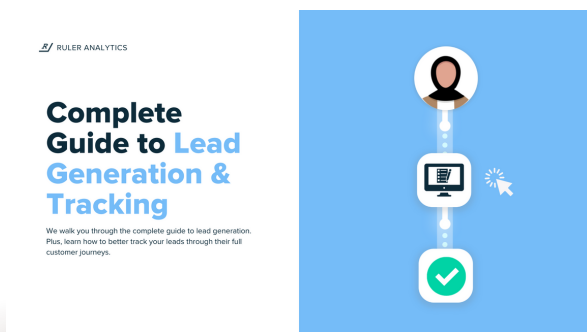 RULER ANALYTICS
Complete
Guide to Lead
Generation &
Tracking
We walk you through the complete guide to lead generation.
Plus, learn how to better track your leads through their full
customer journeys.